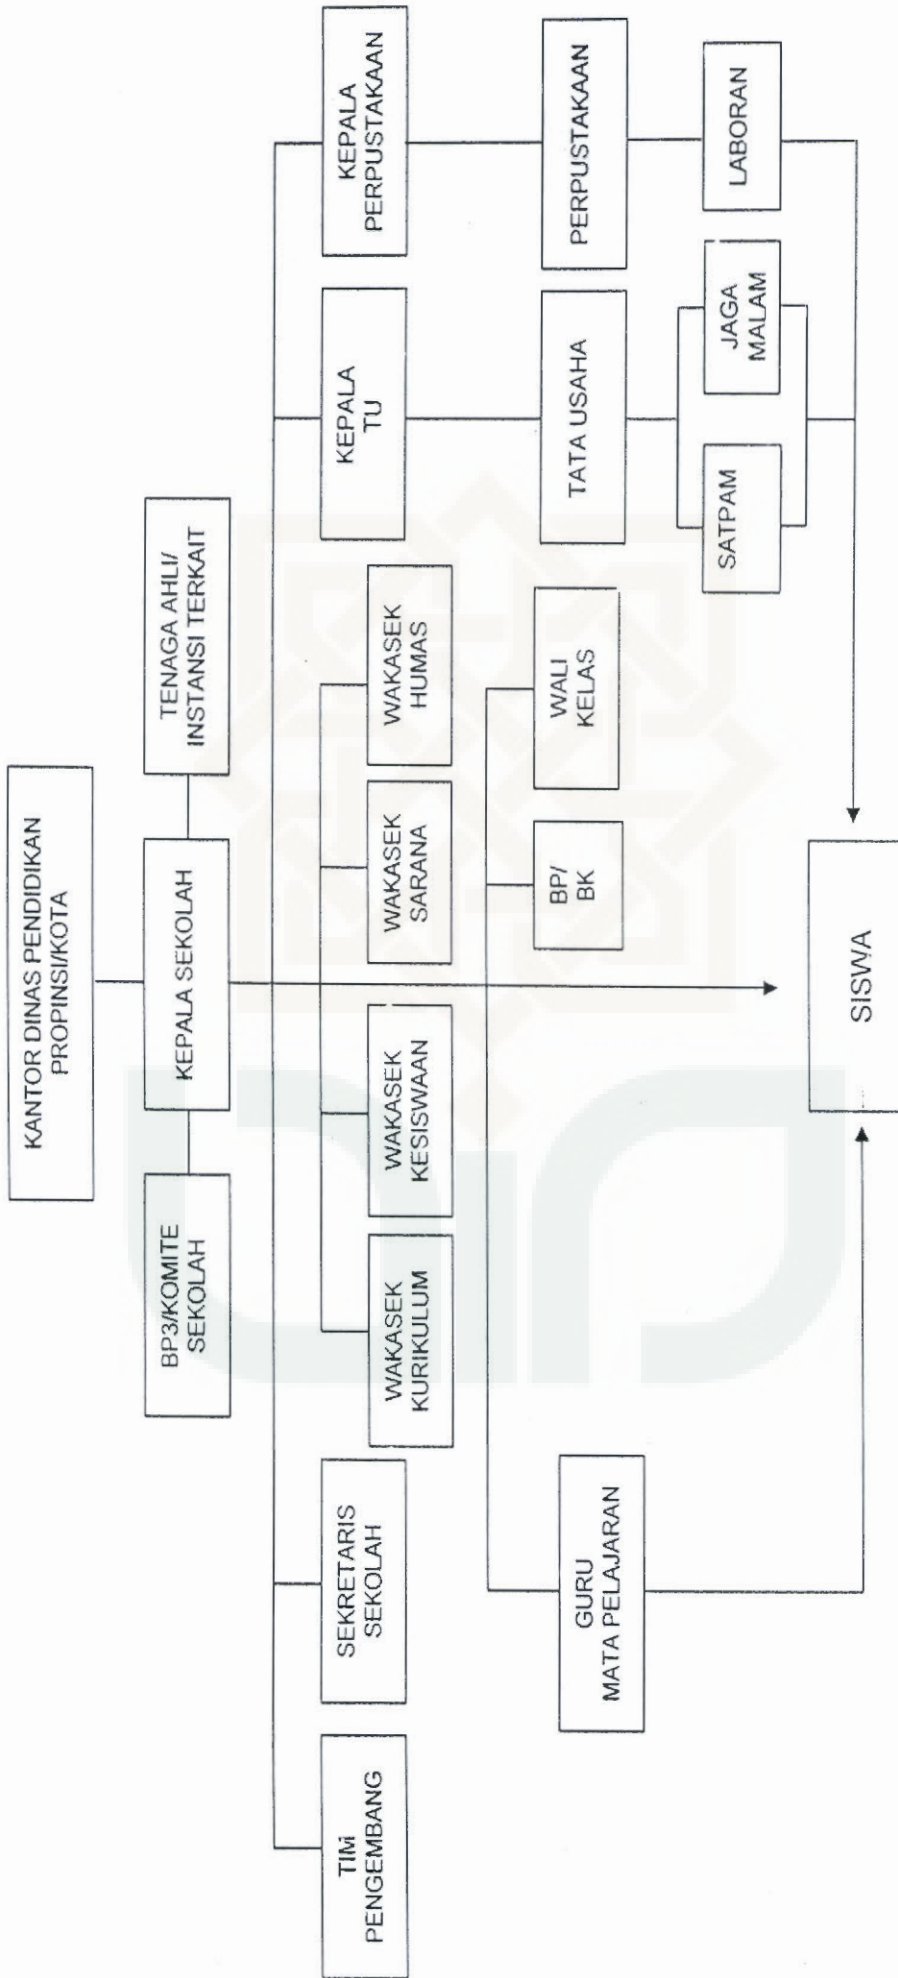 KANTOR DINAS PENDIDIKAN
PROPINSI/KOTA
BP3/KOMITE
SEKOLAH
KEPALA SEKOLAH
TENAGA AHLI/
INSTANSI TERKAIT
TIM
PENGEMBANG
SEKRETARIS
SEKOLAH
WAKASEK
KURIKULUM
WAKASEK
KESISWAAN
WAKASEK
SARANA
WAKASEK
HUMAS
KEPALA
TU
KEPALA
PERPUSTAKAAN
GURU
MATA PELAJARAN
BP/
BK
WALI
KELAS
TATA USAHA
PERPUSTAKAAN
SATPAM
JAGA
MALAM
LABORAN
SISWA